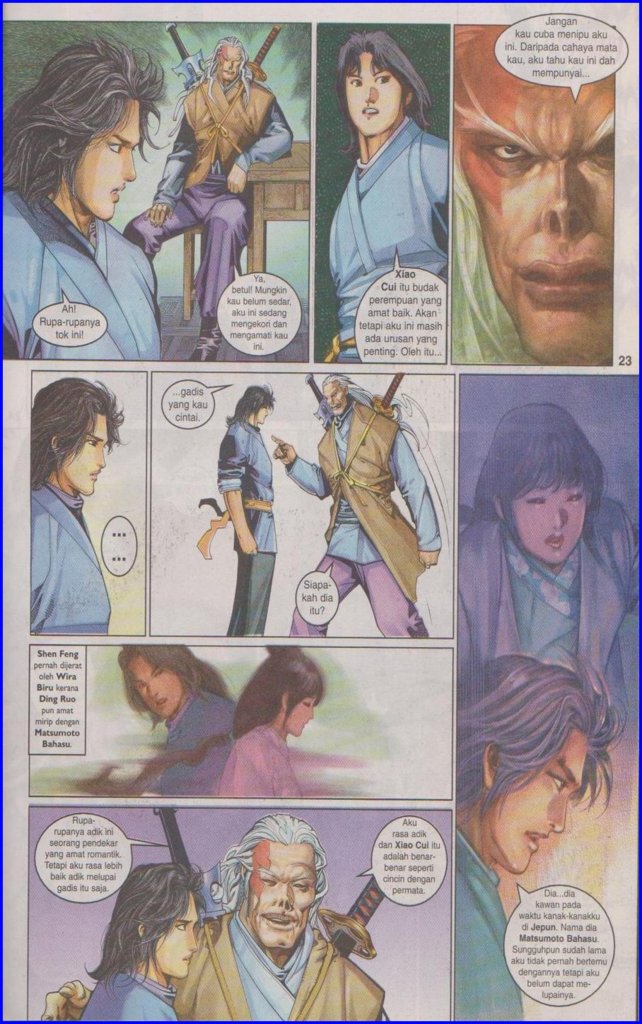 Ah!
Rupa-rupanya
tok ini!
Ya,
betul! Mungkin
kau belum sedar,
aku ini sedang
mengekori dan
mengamati kau
ini.
Xiao
Cui itu budak
perempuan yang
amat baik. Akan
tetapi aku ini masih
ada urusan yang
penting. Oleh itu...
Jangan
kau cuba menipu aku
ini. Daripada cahaya mata
kau, aku tahu kau ini dah
mempunyai...
23
...
...
...gadis
yang kau
cintai.
Siapa-
kah dia
itu?
Shen Feng
pernah dijerat
oleh Wira
Biru kerana
Ding Ruo
pun amat
mirip dengan
Matsumoto
Bahasu.
Dia...dia
kawan pada
waktu kanak-kanakku
di Jepun. Nama dia
Matsumoto Bahasu.
Sungguhpun sudah lama
aku tidak pernah bertemu
dengannya tetapi aku
belum dapat me-
lupainya.
Rupa-
rupanya adik ini
seorang pendekar
yang amat romantik.
Tetapi aku rasa lebih
baik adik melupai
gadis itu saja.
Aku
rasa adik
dan Xiao Cui itu
adalah benar-
benar seperti
cincin dengan
permata.